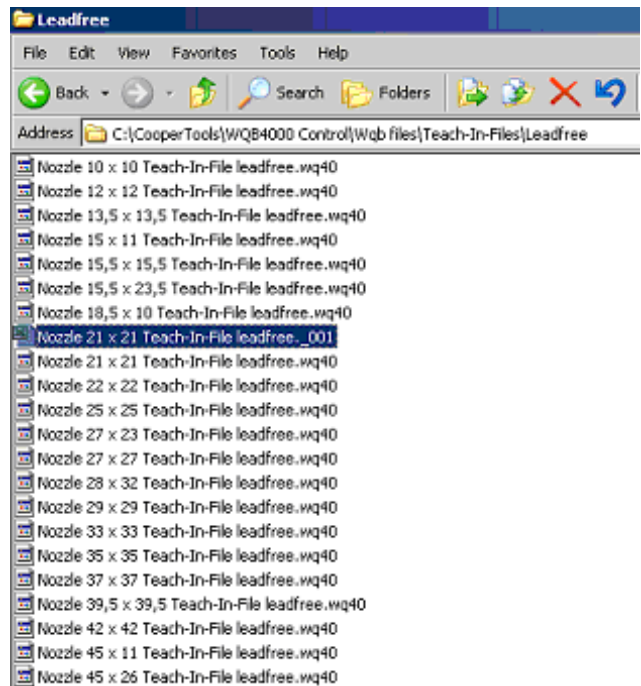 Leadfree
File Edit View Favorites Tools Help
Back Search Folders
Address C:\CooperTools\WQB4000 Control\Wqb files\Teach-In-Files\Leadfree
Nozzle 10 x 10 Teach-In-File leadfree.wq40
Nozzle 12 x 12 Teach-In-File leadfree.wq40
Nozzle 13,5 x 13,5 Teach-In-File leadfree.wq40
Nozzle 15 x 11 Teach-In-File leadfree.wq40
Nozzle 15,5 x 15,5 Teach-In-File leadfree.wq40
Nozzle 15,5 x 23,5 Teach-In-File leadfree.wq40
Nozzle 18,5 x 10 Teach-In-File leadfree.wq40
Nozzle 21 x 21 Teach-In-File leadfree._001
Nozzle 21 x 21 Teach-In-File leadfree.wq40
Nozzle 22 x 22 Teach-In-File leadfree.wq40
Nozzle 25 x 25 Teach-In-File leadfree.wq40
Nozzle 27 x 23 Teach-In-File leadfree.wq40
Nozzle 27 x 27 Teach-In-File leadfree.wq40
Nozzle 28 x 32 Teach-In-File leadfree.wq40
Nozzle 29 x 29 Teach-In-File leadfree.wq40
Nozzle 33 x 33 Teach-In-File leadfree.wq40
Nozzle 35 x 35 Teach-In-File leadfree.wq40
Nozzle 37 x 37 Teach-In-File leadfree.wq40
Nozzle 39,5 x 39,5 Teach-In-File leadfree.wq40
Nozzle 42 x 42 Teach-In-File leadfree.wq40
Nozzle 45 x 11 Teach-In-File leadfree.wq40
Nozzle 45 x 26 Teach-In-File leadfree.wq40